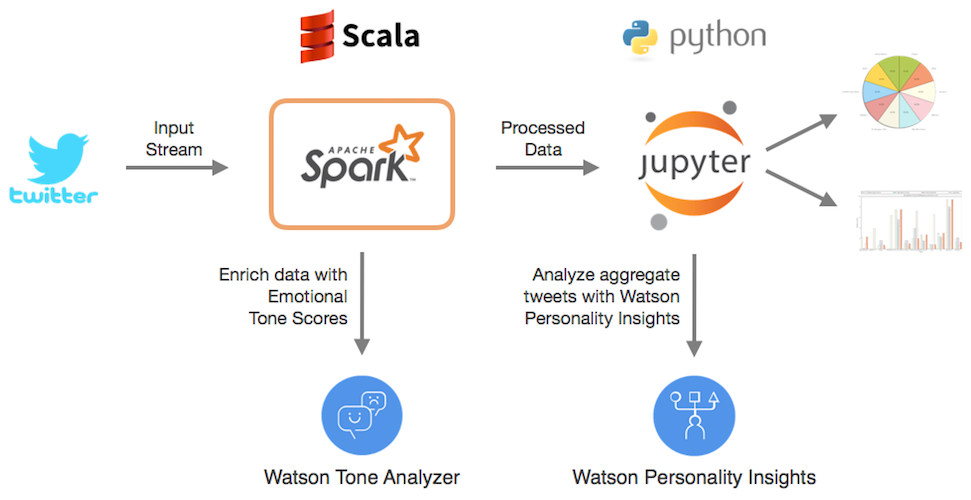 Scala
python
Input
Stream
Processed
Data
twitter
APACHE
Spark
TM
jupyter
Enrich data with
Emotional
Tone Scores
Analyze aggregate
tweets with Watson
Personality Insights
Watson Tone Analyzer
Watson Personality Insights